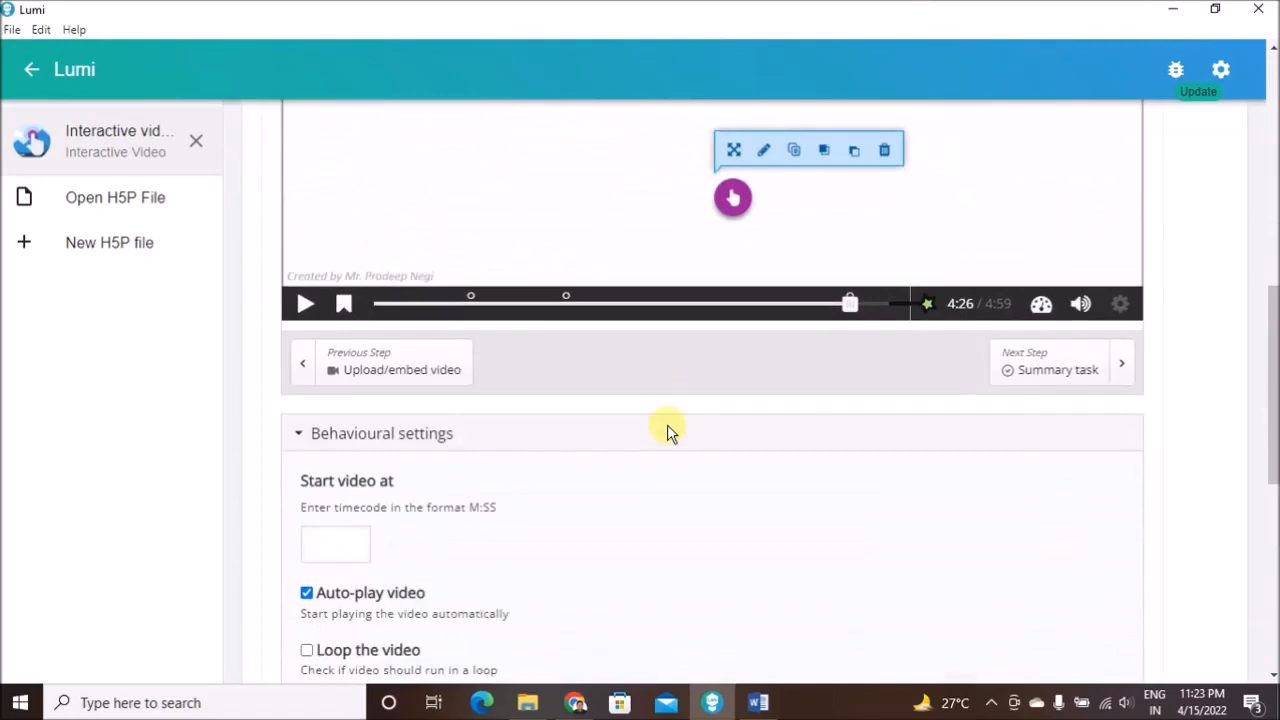 Lumi
File Edit Help
Lumi
Update
Interactive vid...
Interactive Video
Open H5P File
New H5P file
Created by Mr. Pradeep Negi
4:26 / 4:59
Previous Step
Upload/embed video
Next Step
Summary task
Behavioural settings
Start video at
Enter timecode in the format M:SS
Auto-play video
Start playing the video automatically
Loop the video
Check if video should run in a loop
Type here to search
27°C
ENG
IN
11:23 PM
4/15/2022
3